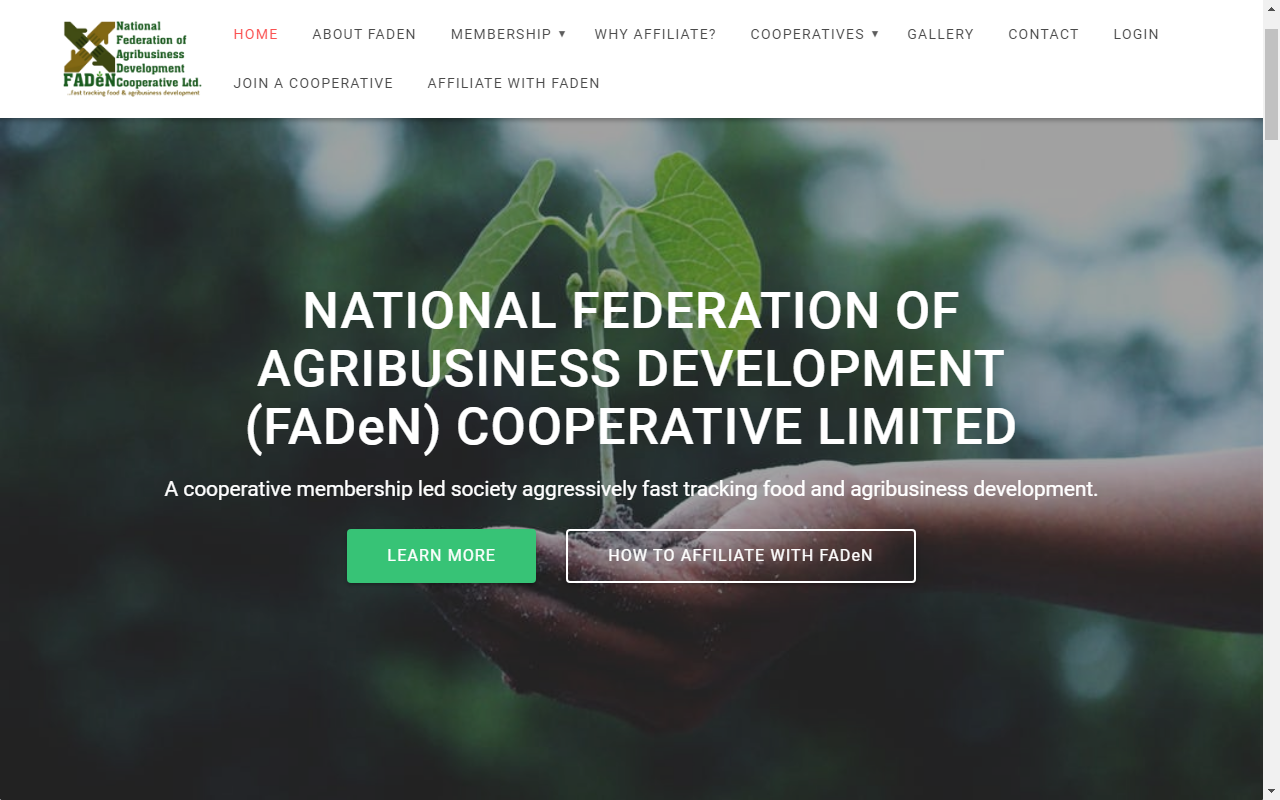 National
Federation of
Agribusiness
Development
FADèN Cooperative Ltd.
...fast tracking food & agribusiness development
HOME ABOUT FADEN MEMBERSHIP ▼ WHY AFFILIATE? COOPERATIVES ▼ GALLERY CONTACT LOGIN
JOIN A COOPERATIVE AFFILIATE WITH FADEN
NATIONAL FEDERATION OF
AGRIBUSINESS DEVELOPMENT
(FADeN) COOPERATIVE LIMITED
A cooperative membership led society aggressively fast tracking food and agribusiness development.
LEARN MORE HOW TO AFFILIATE WITH FADeN